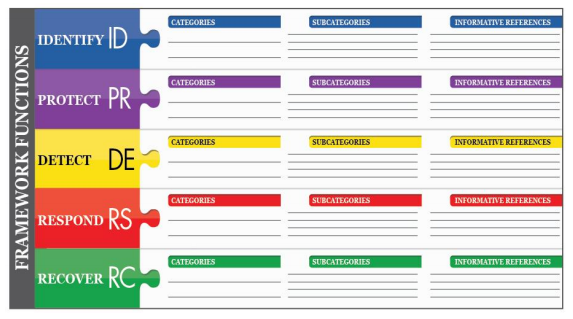 FRAMEWORK FUNCTIONS
IDENTIFY ID
CATEGORIES SUBCATEGORIES INFORMATIVE REFERENCES
PROTECT PR
CATEGORIES SUBCATEGORIES INFORMATIVE REFERENCES
DETECT DE
CATEGORIES SUBCATEGORIES INFORMATIVE REFERENCES
RESPOND RS
CATEGORIES SUBCATEGORIES INFORMATIVE REFERENCES
RECOVER RC
CATEGORIES SUBCATEGORIES INFORMATIVE REFERENCES